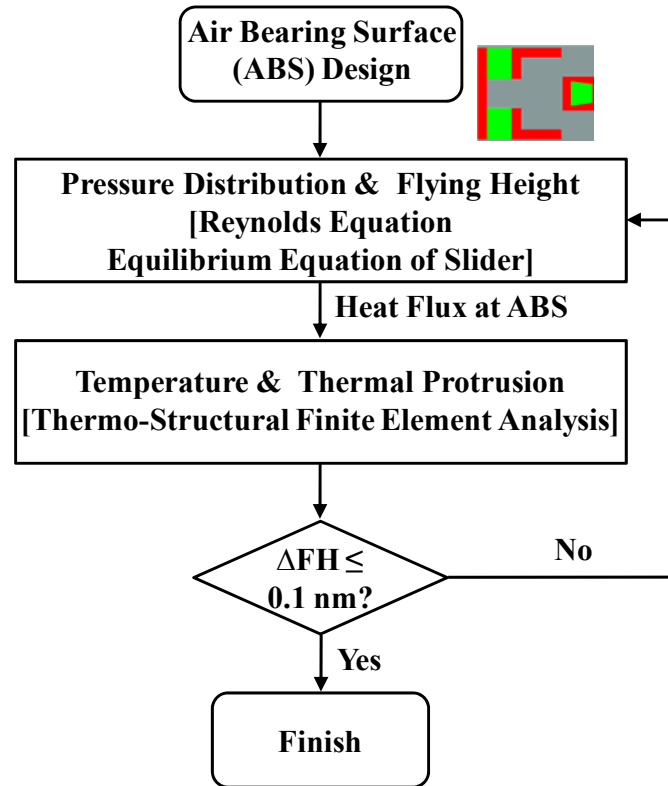 Air Bearing Surface
(ABS) Design
Pressure Distribution & Flying Height
[Reynolds Equation
Equilibrium Equation of Slider]
Heat Flux at ABS
Temperature & Thermal Protrusion
[Thermo-Structural Finite Element Analysis]
∆FH ≤
0.1 nm?
No
Yes
Finish